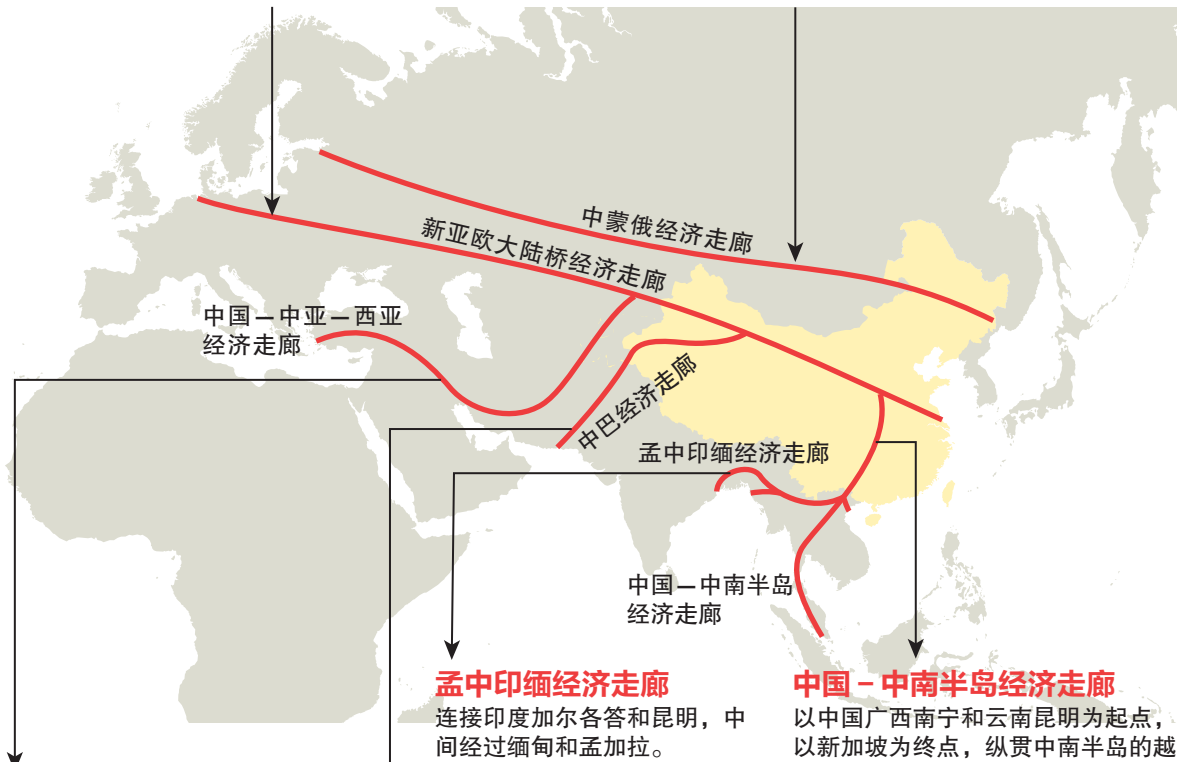 中蒙俄经济走廊
新亚欧大陆桥经济走廊
中国－中亚－西亚
经济走廊
中巴经济走廊
孟中印缅经济走廊
中国－中南半岛
经济走廊
孟中印缅经济走廊
连接印度加尔各答和昆明，中
间经过缅甸和孟加拉。
中国－中南半岛经济走廊
以中国广西南宁和云南昆明为起点，
以新加坡为终点，纵贯中南半岛的越